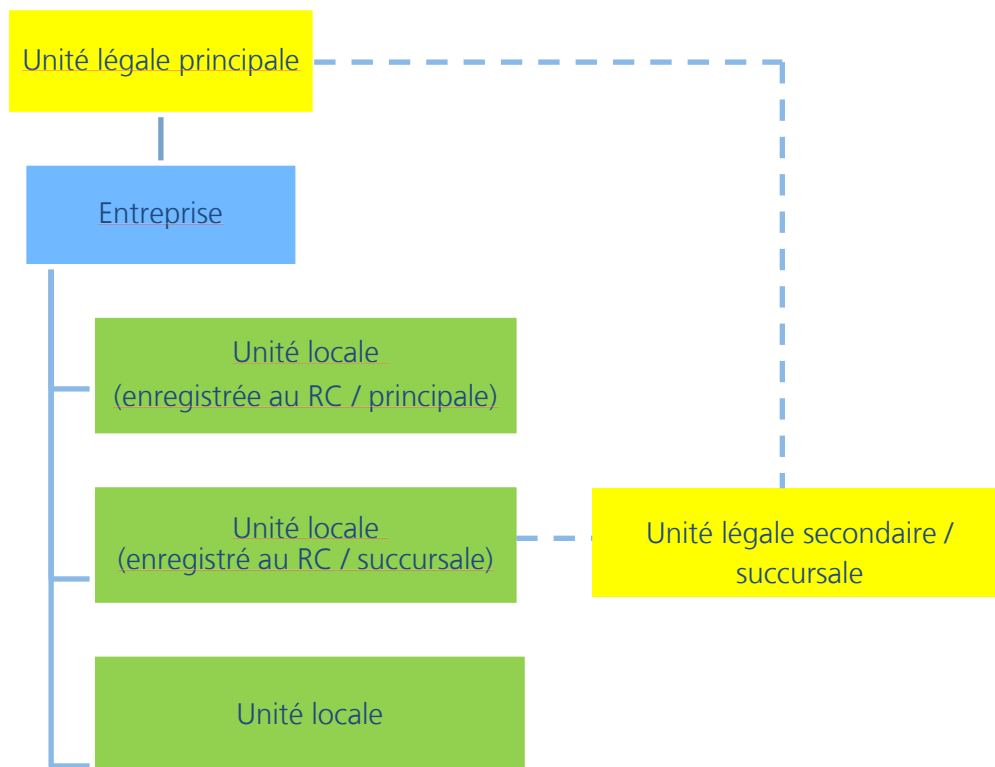 Unité légale principale
Entreprise
Unité locale
(enregistrée au RC / principale)
Unité locale
(enregistré au RC / succursale)
Unité légale secondaire /
succursale
Unité locale